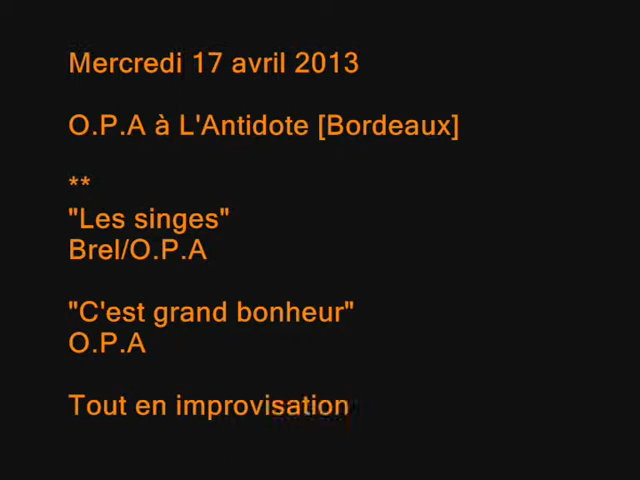 Mercredi 17 avril 2013
O.P.A à L'Antidote [Bordeaux]
**
"Les singes"
Brel/O.P.A
"C'est grand bonheur"
O.P.A
Tout en improvisation